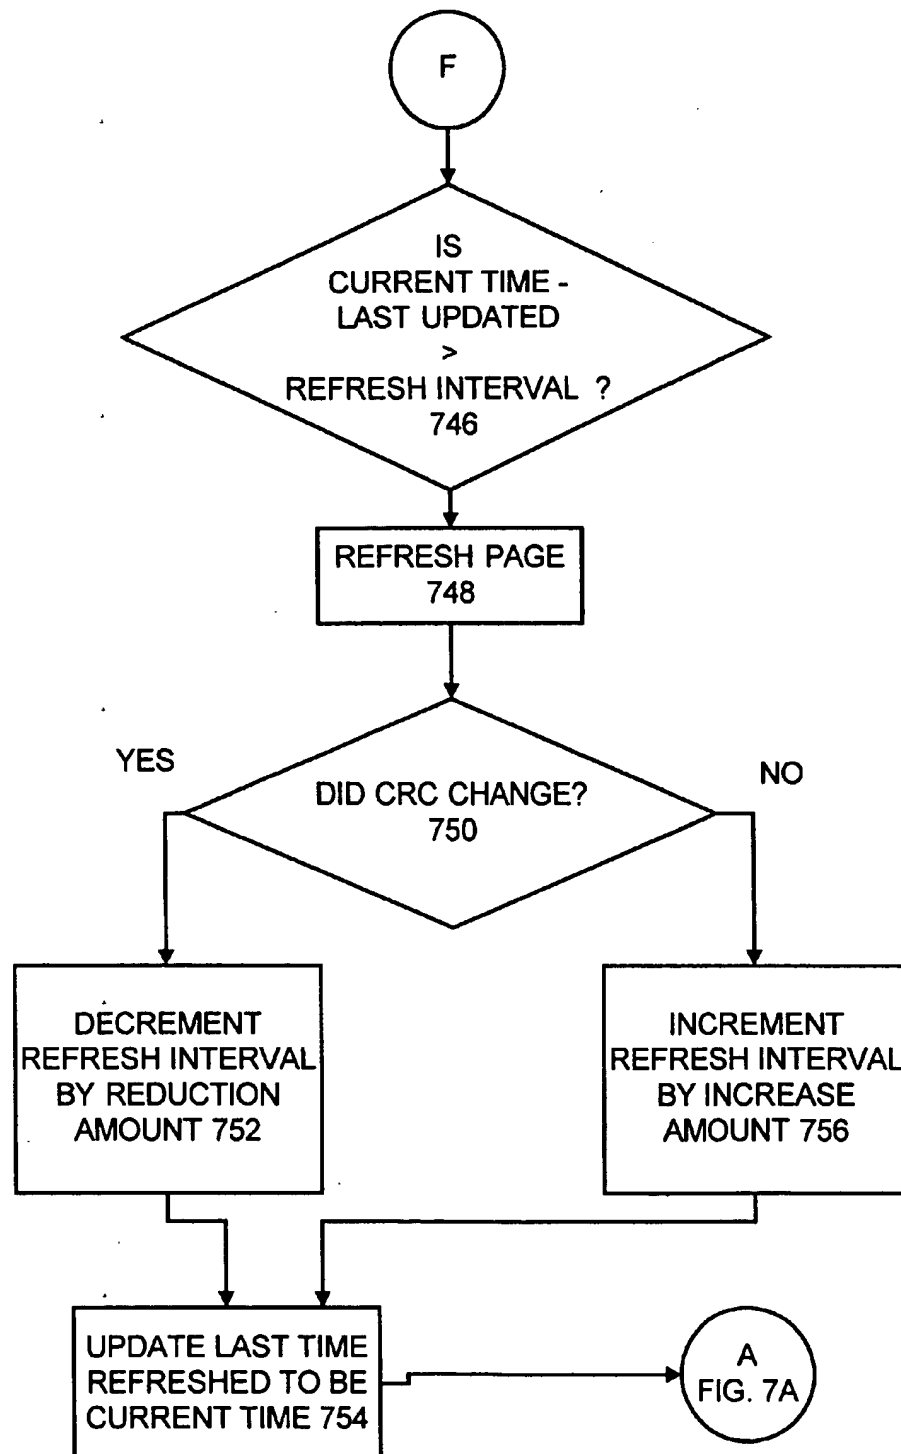 F
IS
CURRENT TIME -
LAST UPDATED
>
REFRESH INTERVAL ?
746
REFRESH PAGE
748
YES
DID CRC CHANGE?
750
NO
DECREMENT
REFRESH INTERVAL
BY REDUCTION
AMOUNT 752
INCREMENT
REFRESH INTERVAL
BY INCREASE
AMOUNT 756
UPDATE LAST TIME
REFRESHED TO BE
CURRENT TIME 754
A
FIG. 7A